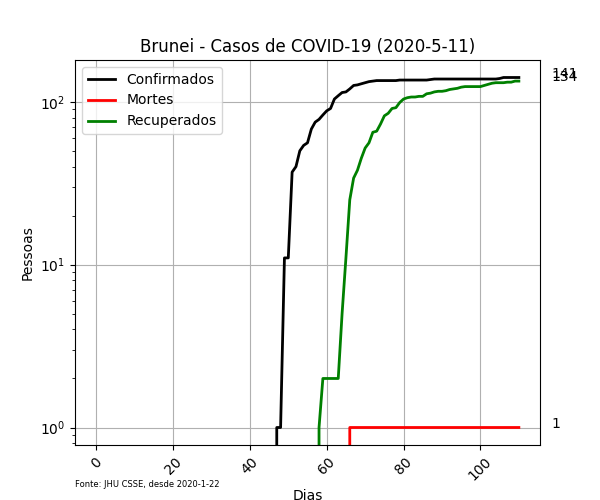 Brunei - Casos de COVID-19 (2020-5-11)
Confirmados
Mortes
Recuperados
141
134
1
10²
10¹
10⁰
Pessoas
0 20 40 60 80 100
Fonte: JHU CSSE, desde 2020-1-22
Dias